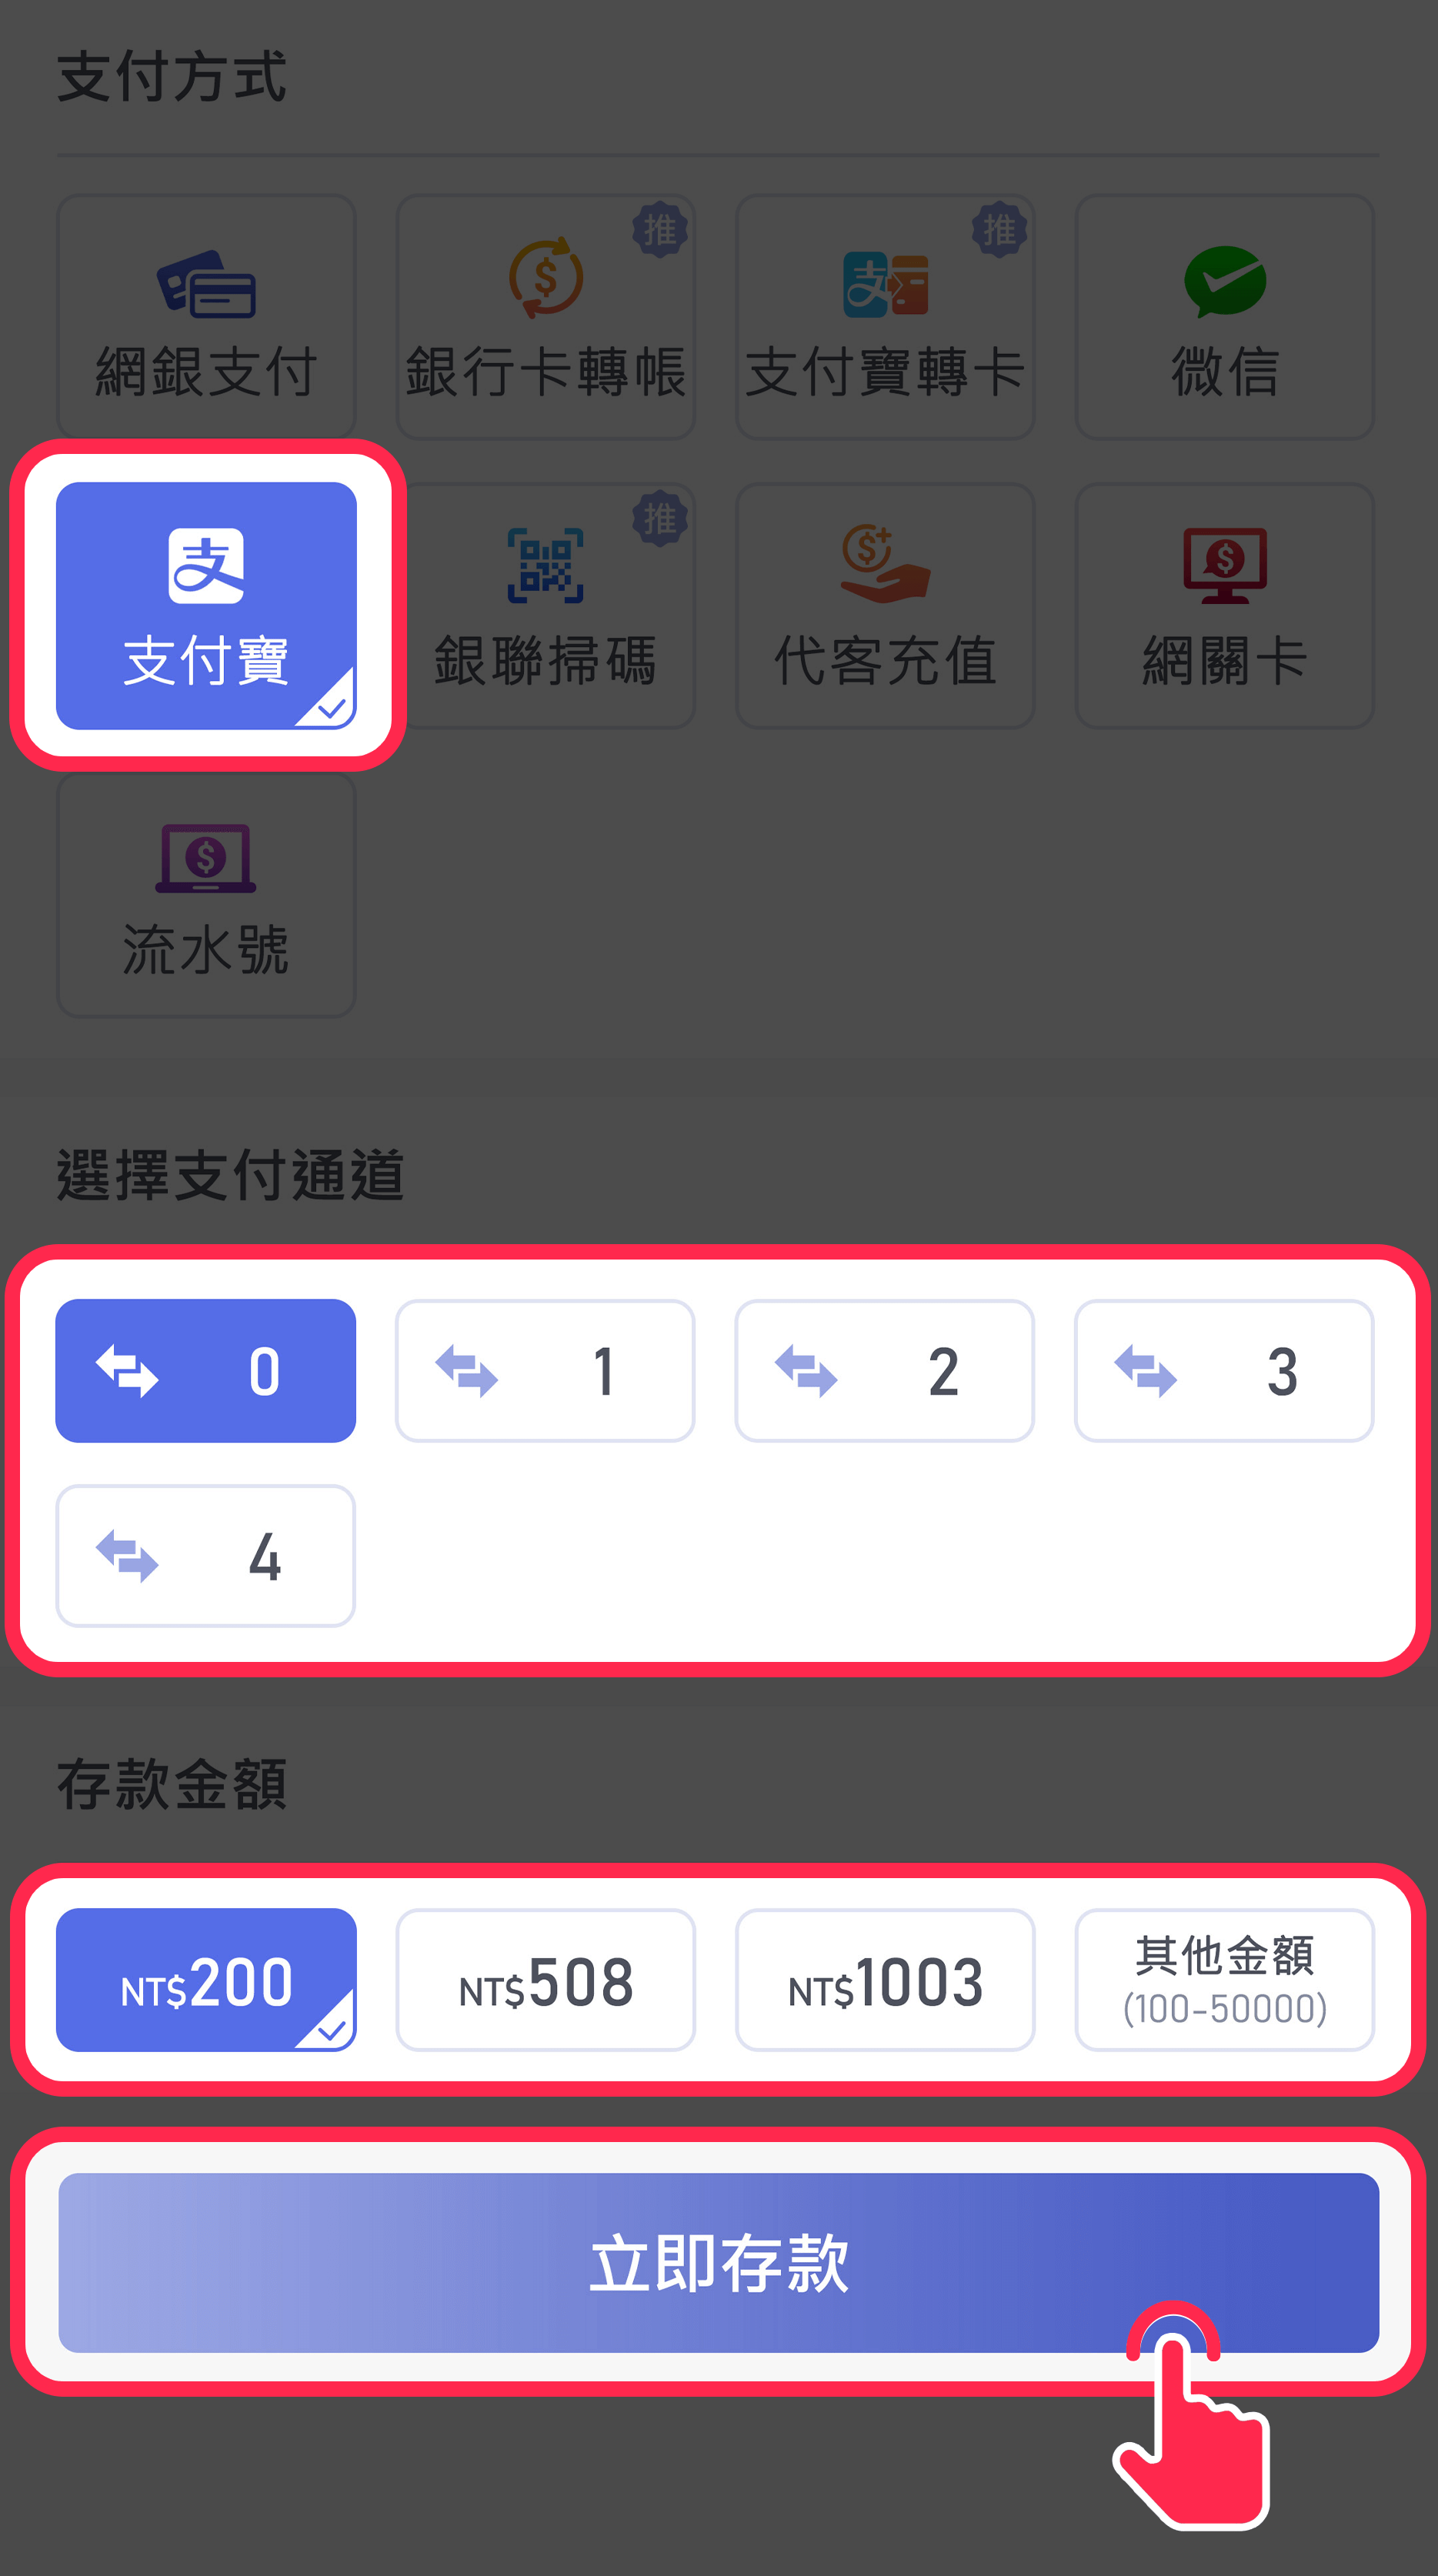 支付方式
網銀支付
推
銀行卡轉帳
推
支付寶轉卡
微信
支付寶
推
銀聯掃碼
代客充值
網關卡
流水號
選擇支付通道
0
1
2
3
4
存款金額
NT$200
NT$508
NT$1003
其他金額
(100-50000)
立即存款